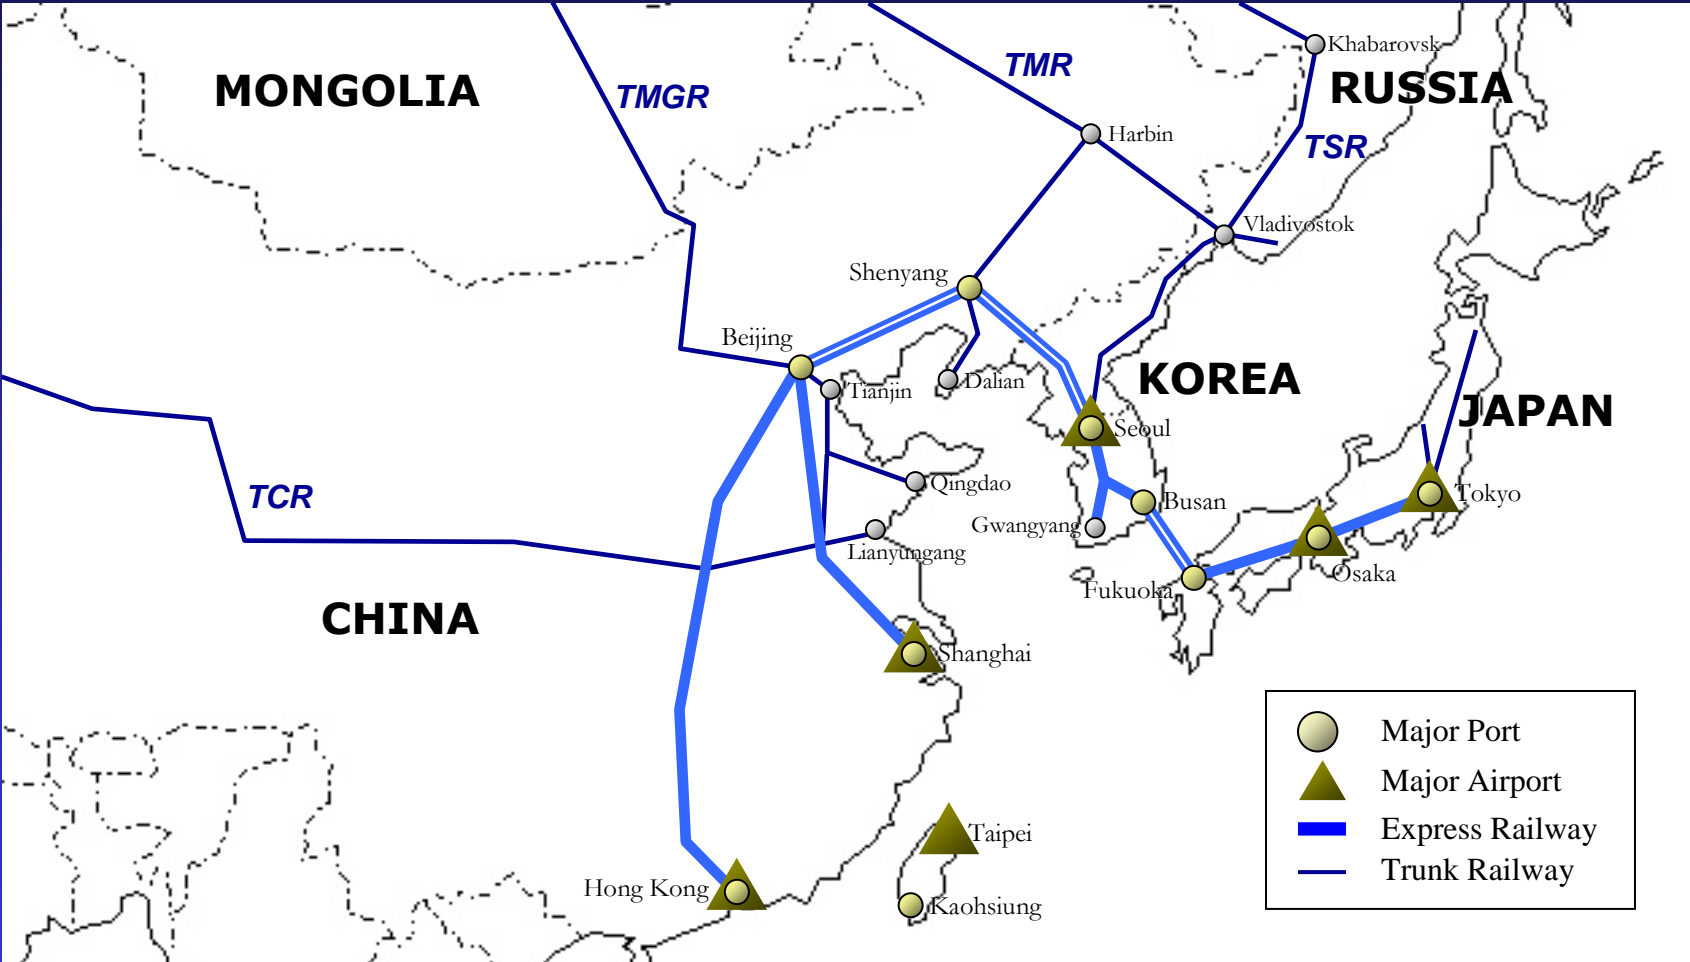 Khabarovsk
TMR
MONGOLIA
RUSSIA
TMGR
Harbin
TSR
Vladivostok
Shenyang
Beijing
KOREA
Tianjin
Dalian
JAPAN
Seoul
Qingdao
TCR
Tokyo
Busan
Gwangyang
Lianyungang
Osaka
Fukuoka
CHINA
Shanghai
Major Port
Major Airport
Express Railway
Trunk Railway
Taipei
Hong Kong
Kaohsiung